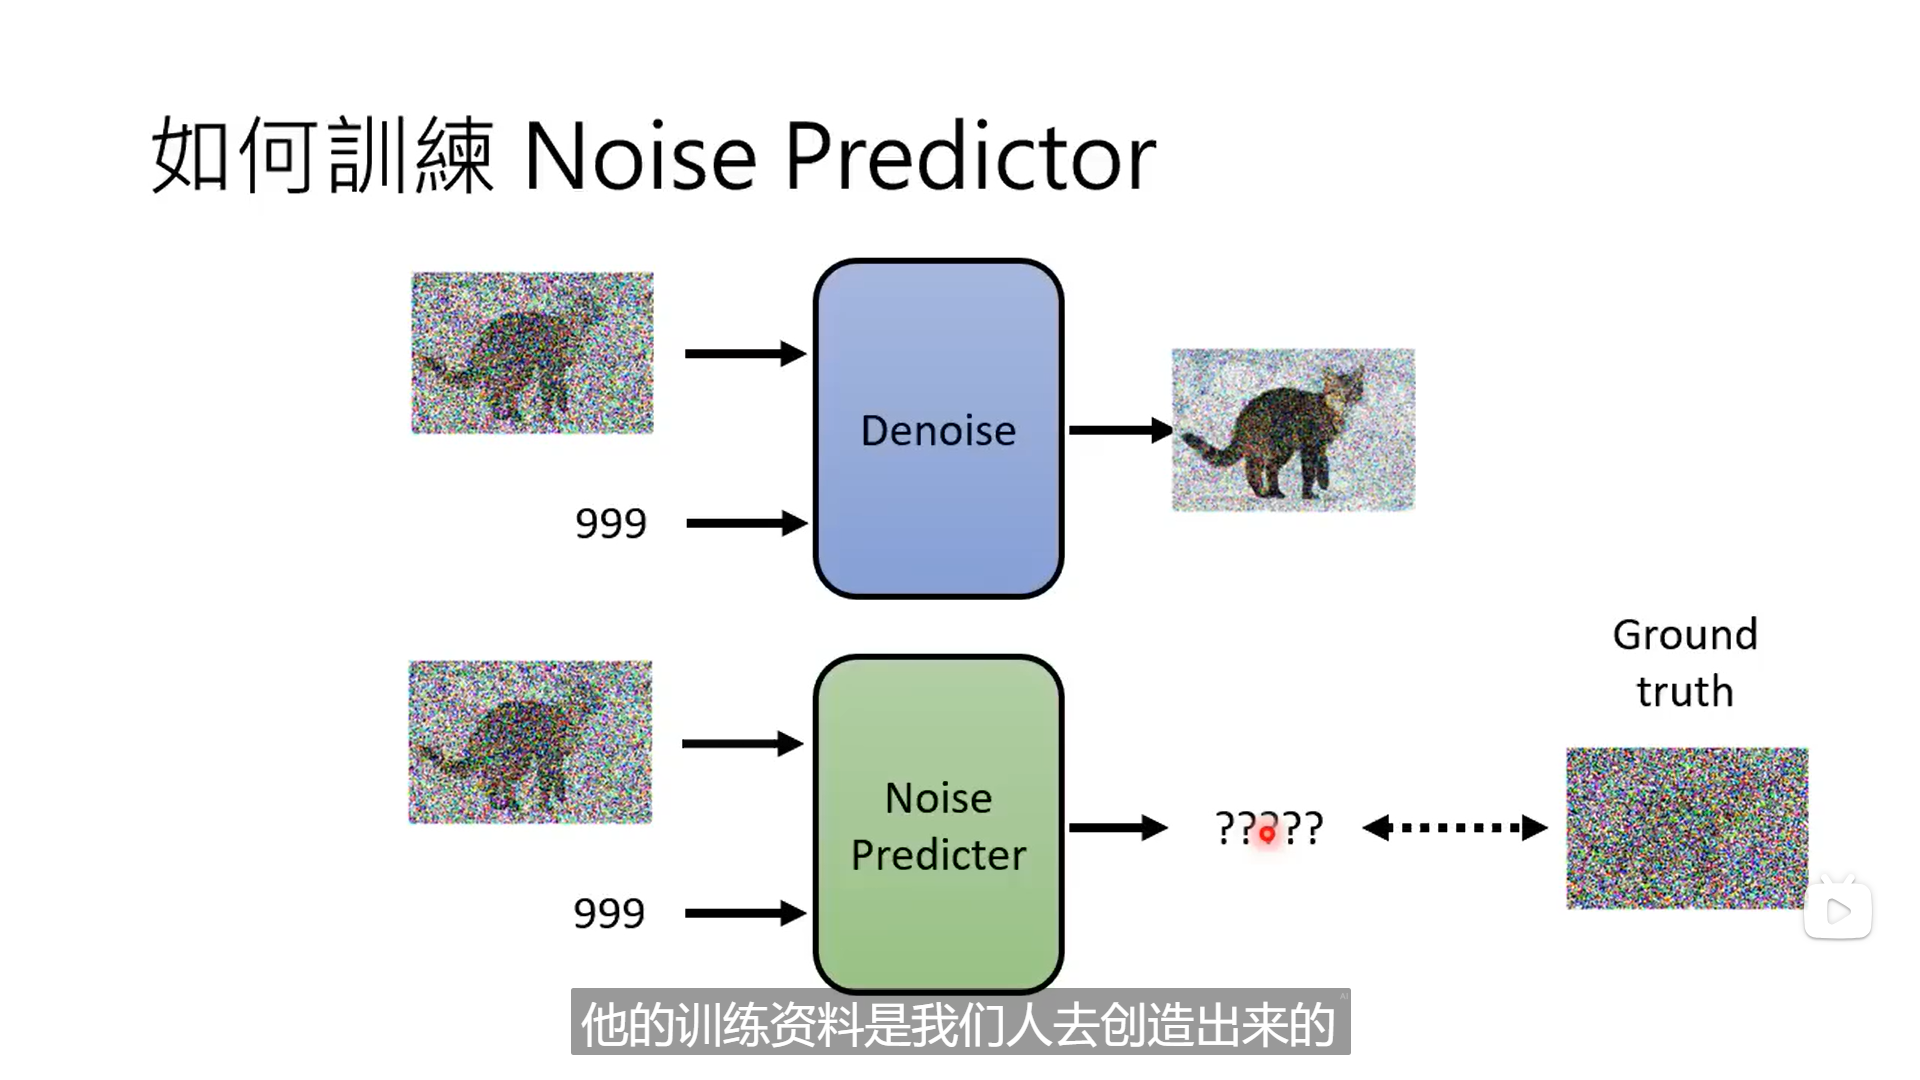 如何訓練 Noise Predictor
Denoise
999
Ground
truth
Noise
Predicter
?????
999
他的训练资料是我们人去创造出来的
AI